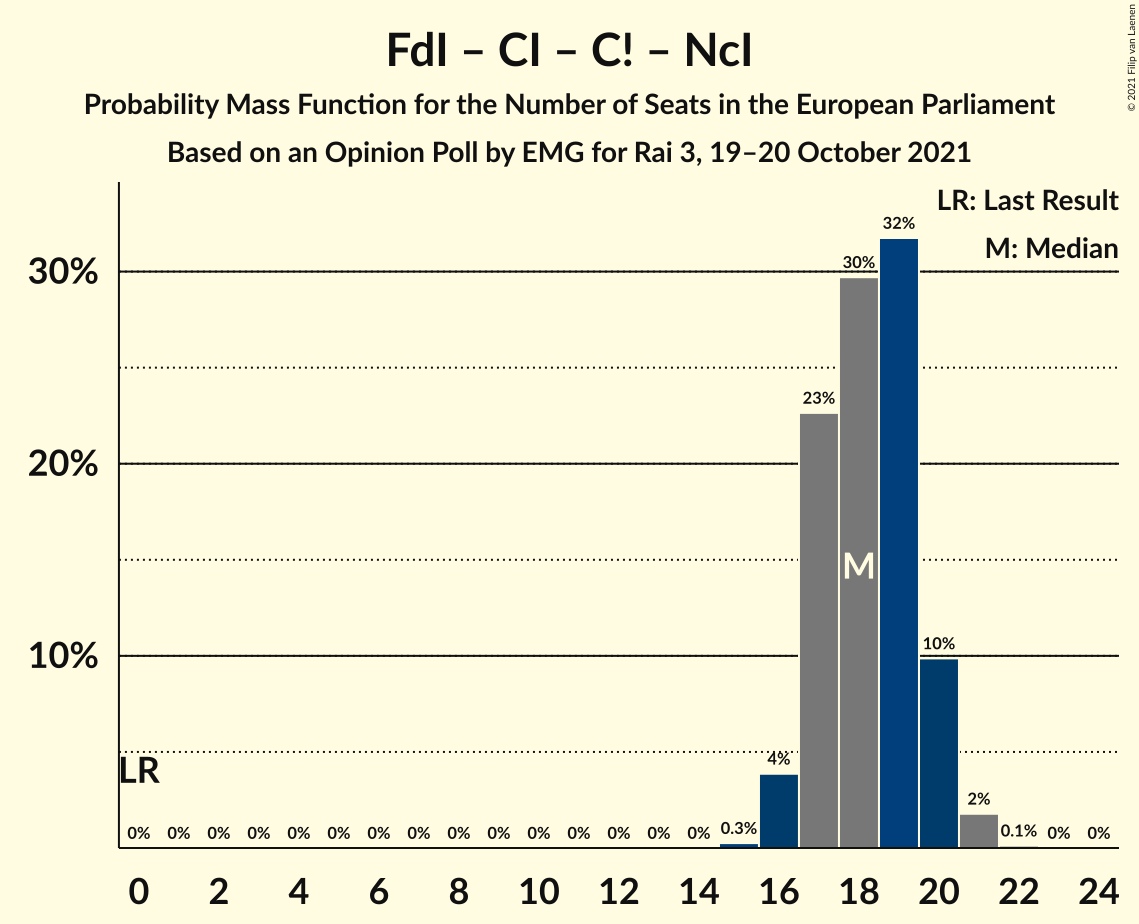 FdI – CI – C! – NcI
Probability Mass Function for the Number of Seats in the European Parliament
Based on an Opinion Poll by EMG for Rai 3, 19–20 October 2021
© 2021 Filip van Laenen
LR: Last Result
M: Median
30%
20%
10%
32%
30%
23%
M
10%
4%
LR
2%
0% 0% 0% 0% 0% 0% 0% 0% 0% 0% 0% 0% 0% 0% 0% 0.3% 0.1% 0% 0%
0 2 4 6 8 10 12 14 16 18 20 22 24